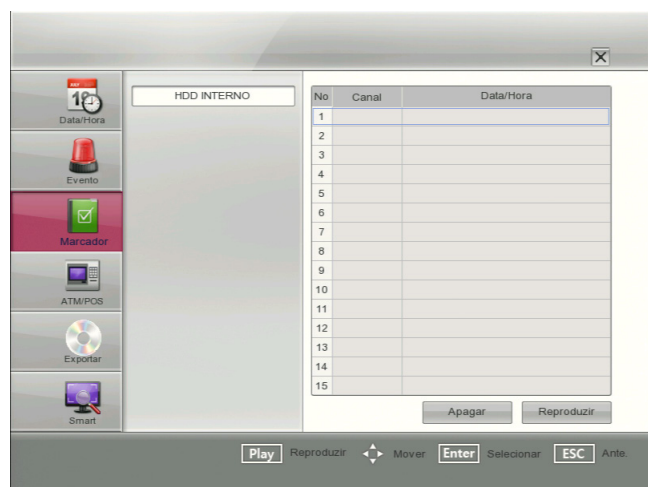 18
Data/Hora
Evento
Marcador
ATM/POS
Exportar
Smart
HDD INTERNO
No Canal Data/Hora
1
2
3
4
5
6
7
8
9
10
11
12
13
14
15
Apagar Reproduzir
Play Reproduzir Mover Enter Selecionar ESC Ante.